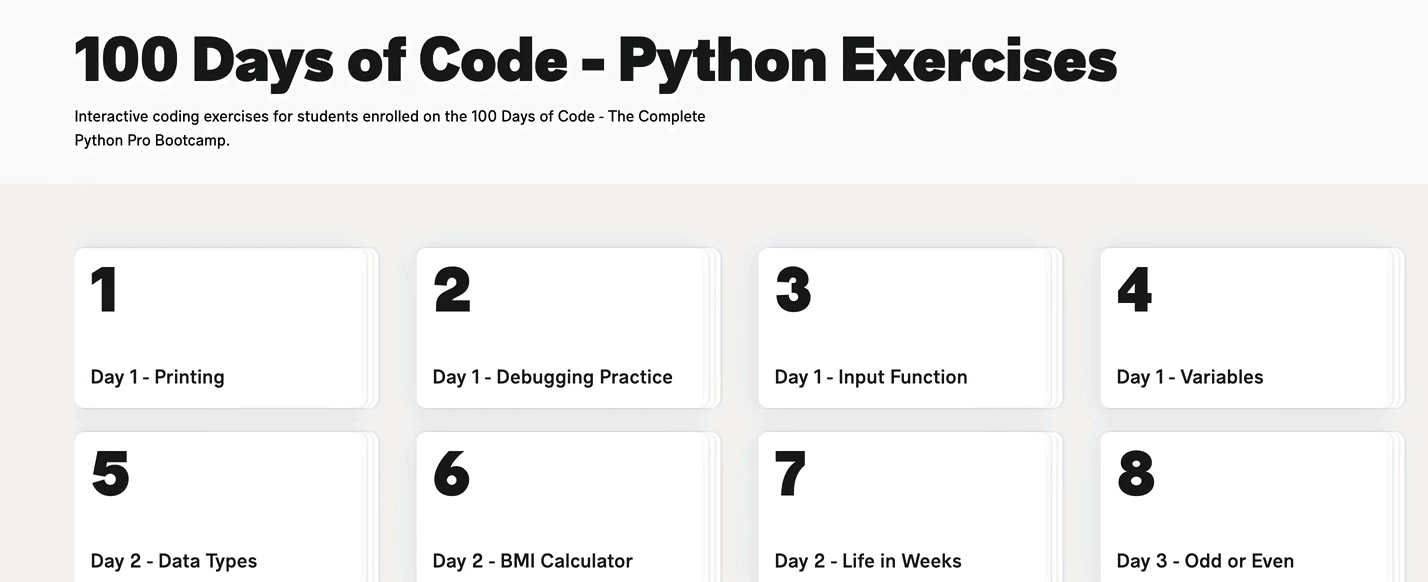 100 Days of Code - Python Exercises
Interactive coding exercises for students enrolled on the 100 Days of Code - The Complete
Python Pro Bootcamp.
1
Day 1 - Printing
2
Day 1 - Debugging Practice
3
Day 1 - Input Function
4
Day 1 - Variables
5
Day 2 - Data Types
6
Day 2 - BMI Calculator
7
Day 2 - Life in Weeks
8
Day 3 - Odd or Even